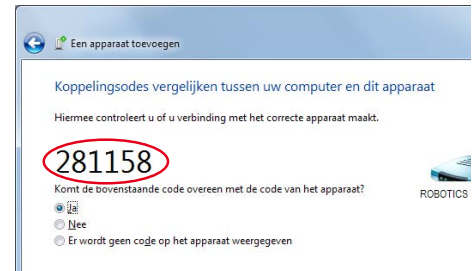 Een apparaat toevoegen
Koppelingsodes vergelijken tussen uw computer en dit apparaat
Hiermee controleert u of u verbinding met het correcte apparaat maakt.
281158
Komt de bovenstaande code overeen met de code van het apparaat?
ROBOTICS
Ja
Nee
Er wordt geen code op het apparaat weergegeven